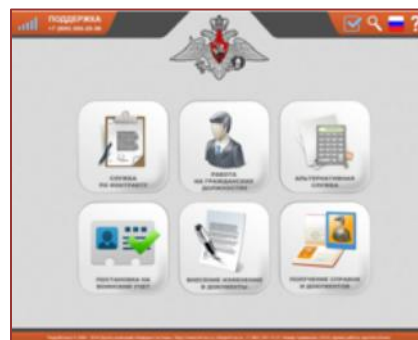 ПОДДЕРЖКА
?
СЛУЖБА
ПО КОНТРАКТУ
РАБОТА
НА ГРАЖДАНСКИХ
ДОЛЖНОСТЯХ
АЛЬТЕРНАТИВНАЯ
СЛУЖБА
ПОСТАНОВКА НА
ВОИНСКИЙ УЧЕТ
ВНЕСЕНИЕ ИЗМЕНЕНИЙ
В ДОКУМЕНТЫ
ПОЛУЧЕНИЕ СПРАВОК
И ДОКУМЕНТОВ